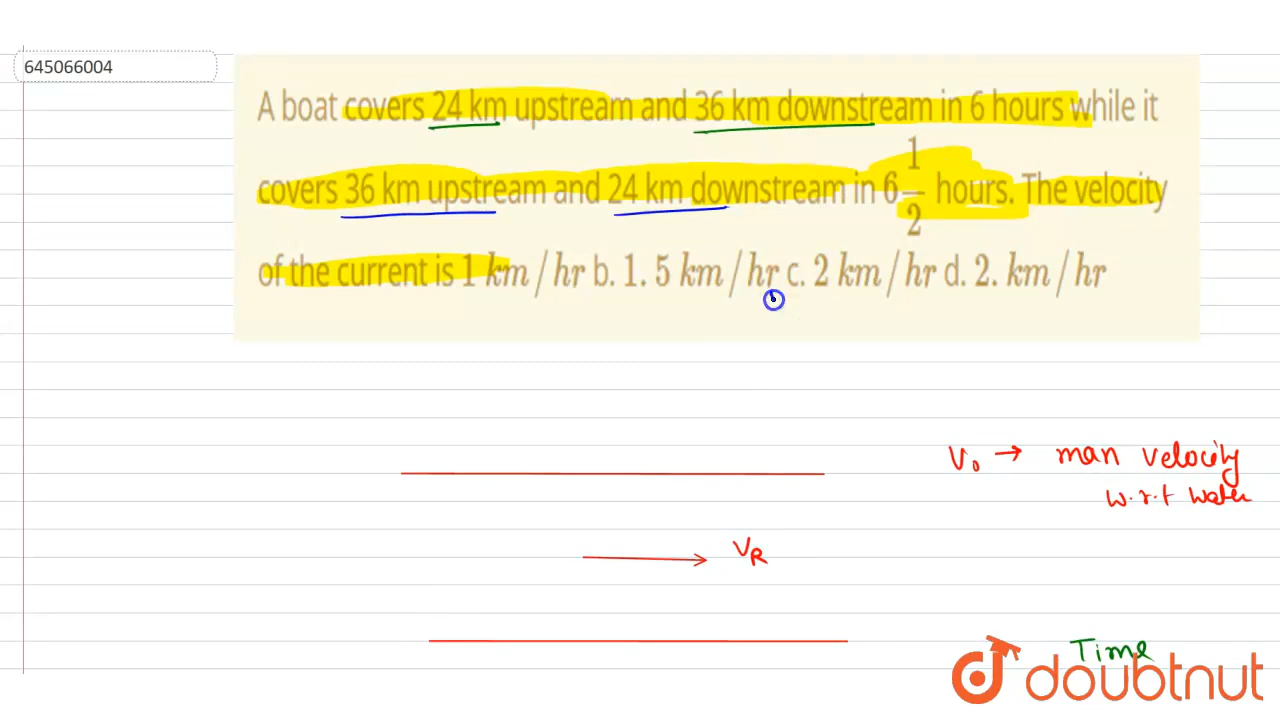 645066004
A boat covers 24 km upstream and 36 km downstream in 6 hours while it
covers 36 km upstream and 24 km downstream in 6 1/2 hours. The velocity
of the current is 1 km/hr b. 1. 5 km/hr c. 2 km/hr d. 2. km/hr
V₀ → man velocity
w.r.t water
V_R
Time
doubtnut